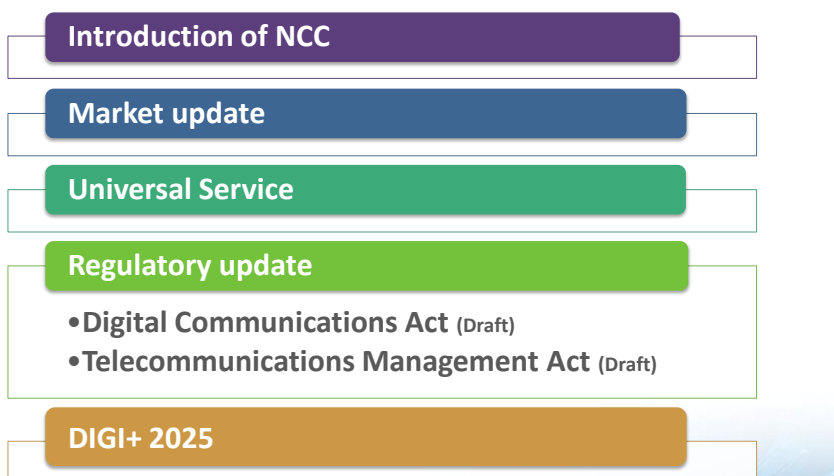 Introduction of NCC
Market update
Universal Service
Regulatory update
•Digital Communications Act (Draft)
•Telecommunications Management Act (Draft)
DIGI+ 2025